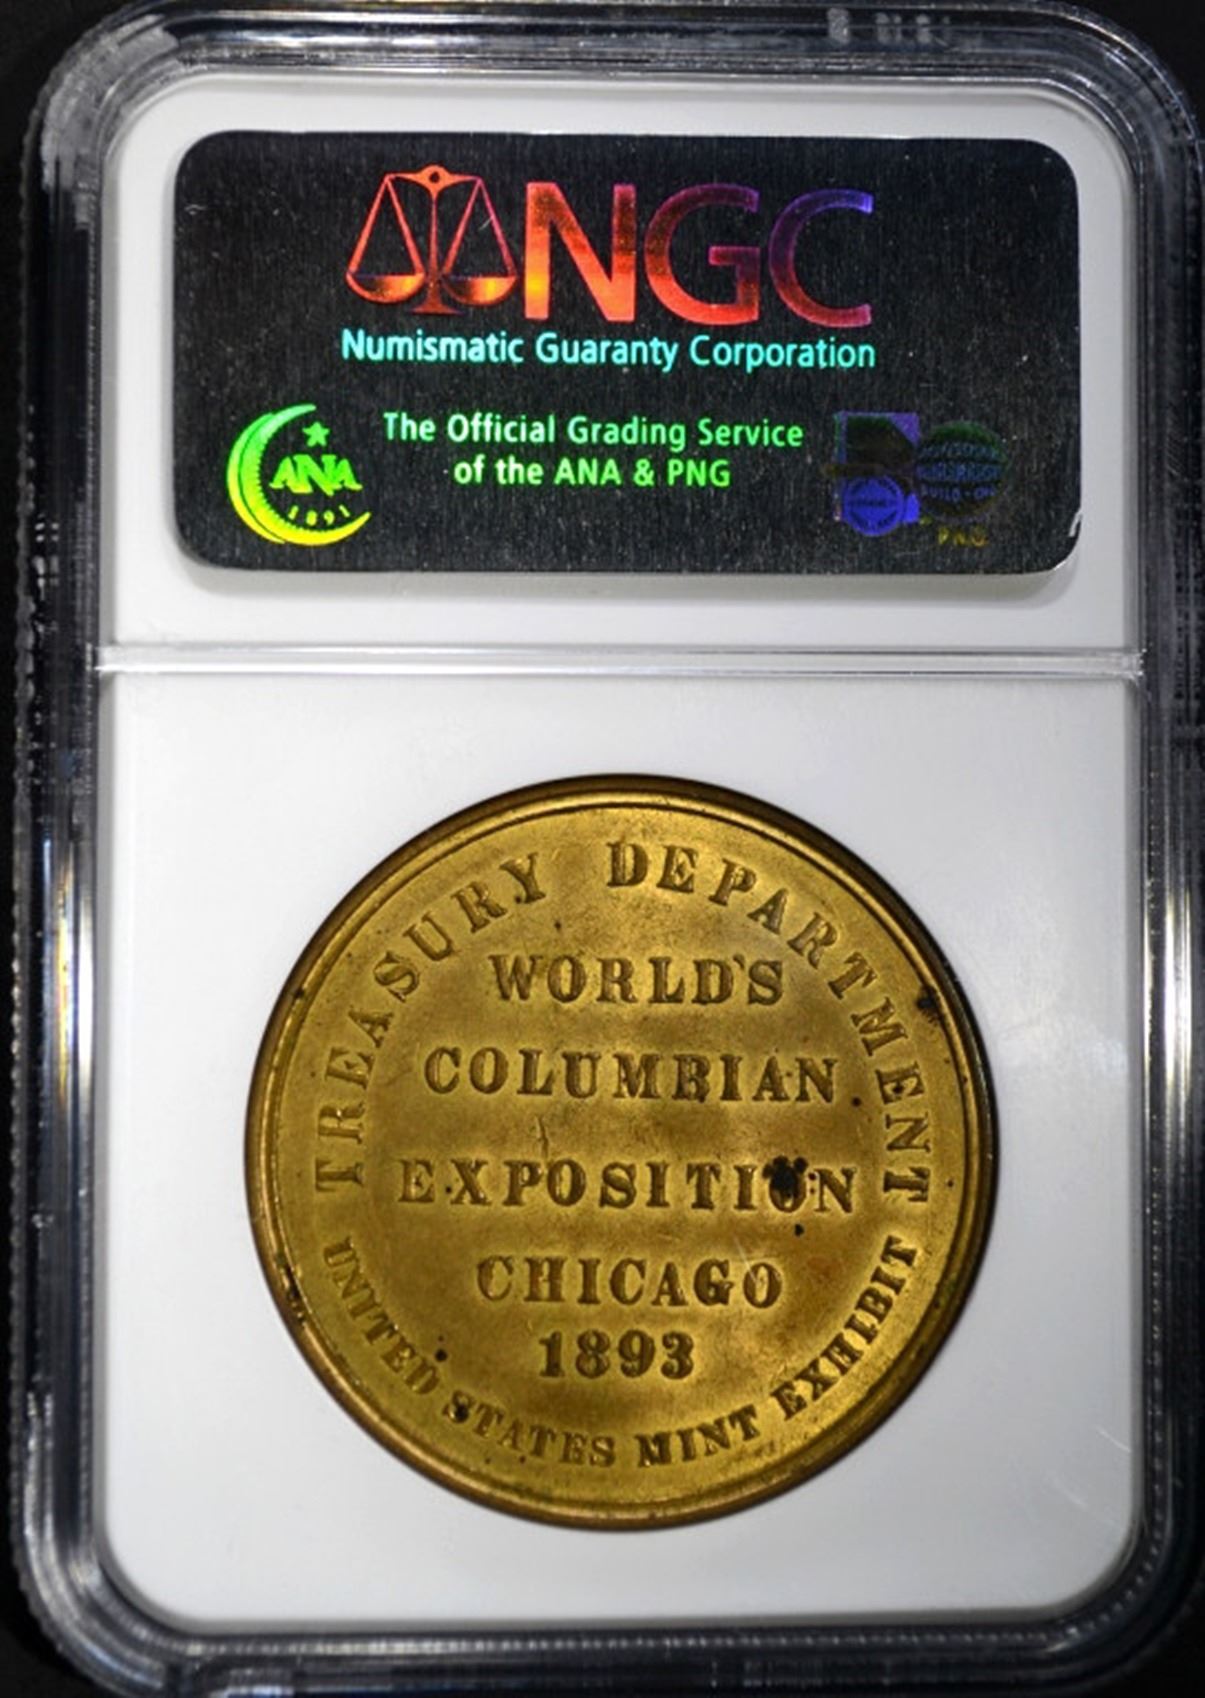 NGC
Numismatic Guaranty Corporation
The Official Grading Service
of the ANA & PNG
ANA
1891
PNG
TREASURY DEPARTMENT
WORLD'S
COLUMBIAN
EXPOSITION
CHICAGO
1893
UNITED STATES MINT EXHIBIT